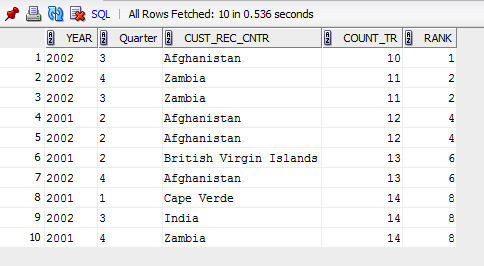 SQL | All Rows Fetched: 10 in 0.536 seconds
YEAR Quarter CUST_REC_CNTR COUNT_TR RANK
1 2002 3 Afghanistan 10 1
2 2002 4 Zambia 11 2
3 2002 3 Zambia 11 2
4 2001 2 Afghanistan 12 4
5 2002 2 Afghanistan 12 4
6 2001 2 British Virgin Islands 13 6
7 2002 4 Afghanistan 13 6
8 2001 1 Cape Verde 14 8
9 2002 3 India 14 8
10 2001 4 Zambia 14 8